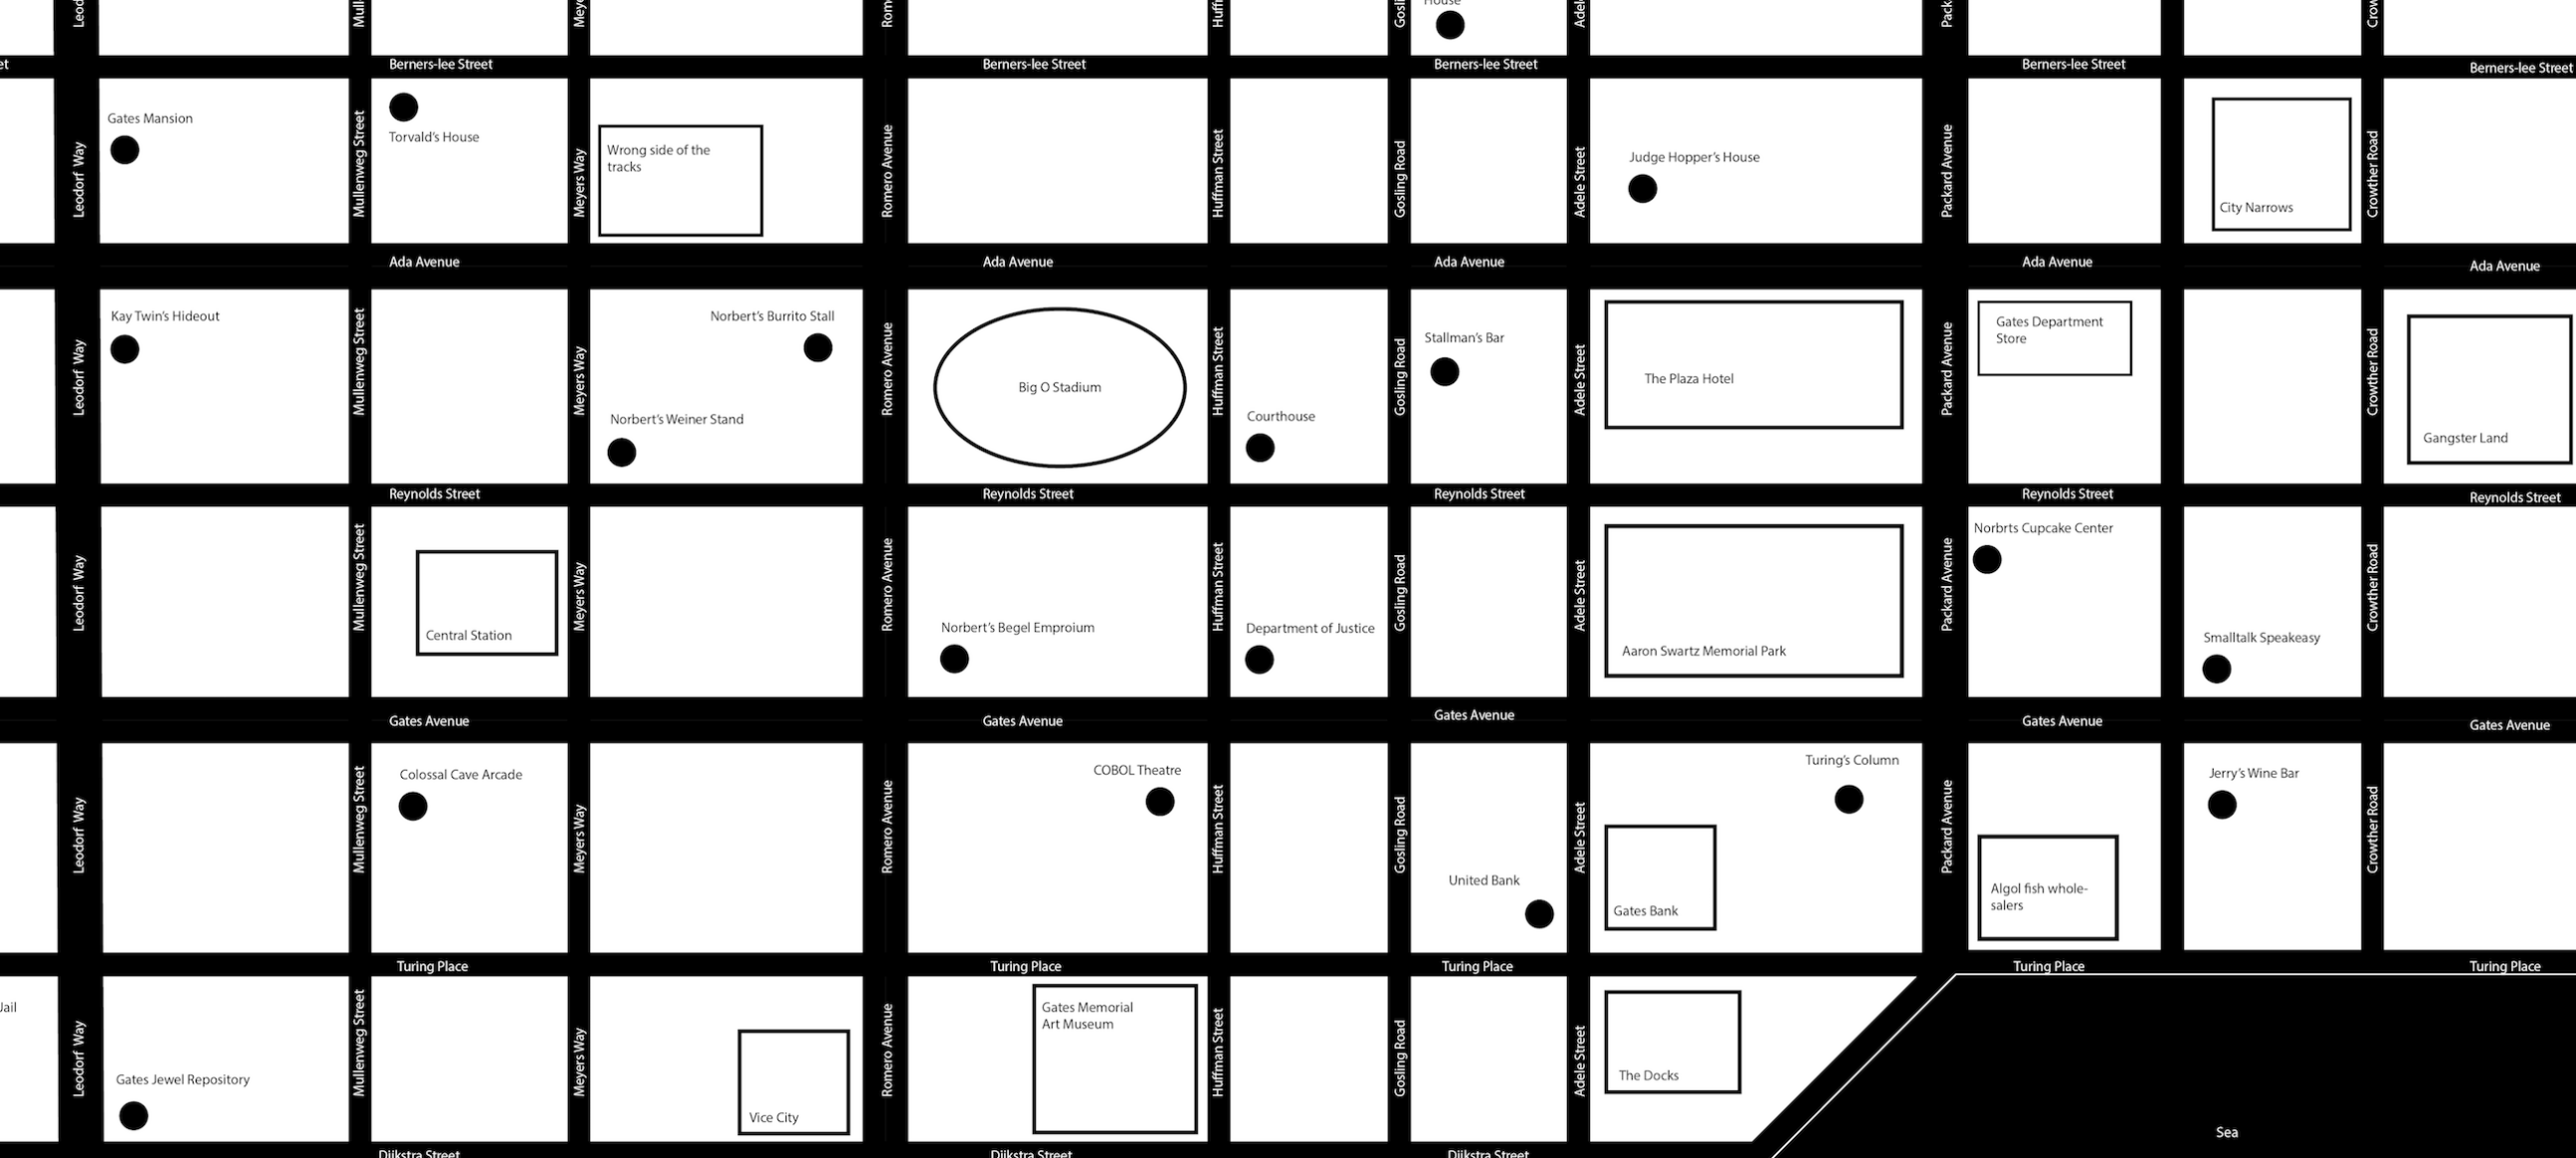 Leod
Mull
Meye
Rom
Huff
Gosli
House
Adel
Pack
Crow
et
Berners-lee Street
Berners-lee Street
Berners-lee Street
Berners-lee Street
Berners-lee Street
Leodorf Way
Gates Mansion
Mullenweg Street
Torvald's House
Meyers Way
Wrong side of the
tracks
Romero Avenue
Huffman Street
Gosling Road
Adele Street
Judge Hopper's House
Packard Avenue
City Narrows
Crowther Road
Ada Avenue
Ada Avenue
Ada Avenue
Ada Avenue
Ada Avenue
Leodorf Way
Kay Twin's Hideout
Mullenweg Street
Meyers Way
Norbert's Burrito Stall
Norbert's Weiner Stand
Romero Avenue
Big O Stadium
Huffman Street
Courthouse
Gosling Road
Stallman's Bar
Adele Street
The Plaza Hotel
Packard Avenue
Gates Department
Store
Crowther Road
Gangster Land
Reynolds Street
Reynolds Street
Reynolds Street
Reynolds Street
Reynolds Street
Leodorf Way
Mullenweg Street
Central Station
Meyers Way
Romero Avenue
Norbert's Begel Emproium
Huffman Street
Department of Justice
Gosling Road
Adele Street
Aaron Swartz Memorial Park
Packard Avenue
Norbrts Cupcake Center
Smalltalk Speakeasy
Crowther Road
Gates Avenue
Gates Avenue
Gates Avenue
Gates Avenue
Gates Avenue
Leodorf Way
Mullenweg Street
Colossal Cave Arcade
Meyers Way
Romero Avenue
COBOL Theatre
Huffman Street
Gosling Road
United Bank
Adele Street
Gates Bank
Turing's Column
Packard Avenue
Algol fish whole-
salers
Jerry's Wine Bar
Crowther Road
Turing Place
Turing Place
Turing Place
Turing Place
Turing Place
Jail
Leodorf Way
Gates Jewel Repository
Mullenweg Street
Meyers Way
Vice City
Romero Avenue
Gates Memorial
Art Museum
Huffman Street
Gosling Road
Adele Street
The Docks
Sea
Dijkstra Street
Dijkstra Street
Dijkstra Street